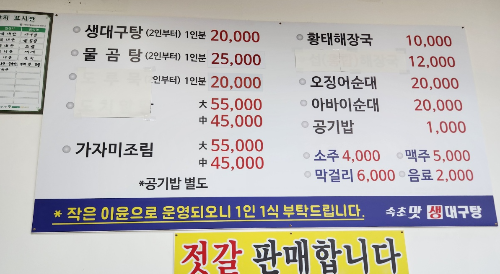 생대구탕 (2인부터) 1인분 20,000
물곰탕 (2인부터) 1인분 25,000
인부터) 1인분 20,000
大 55,000
中 45,000
가자미조림 大 55,000
中 45,000
*공기밥 별도
황태해장국 10,000
12,000
오징어순대 20,000
아바이순대 20,000
공기밥 1,000
소주 4,000 맥주 5,000
막걸리 6,000 음료 2,000
* 작은 이윤으로 운영되오니 1인 1식 부탁드립니다.
속초 맛 생대구탕
젓갈 판매합니다